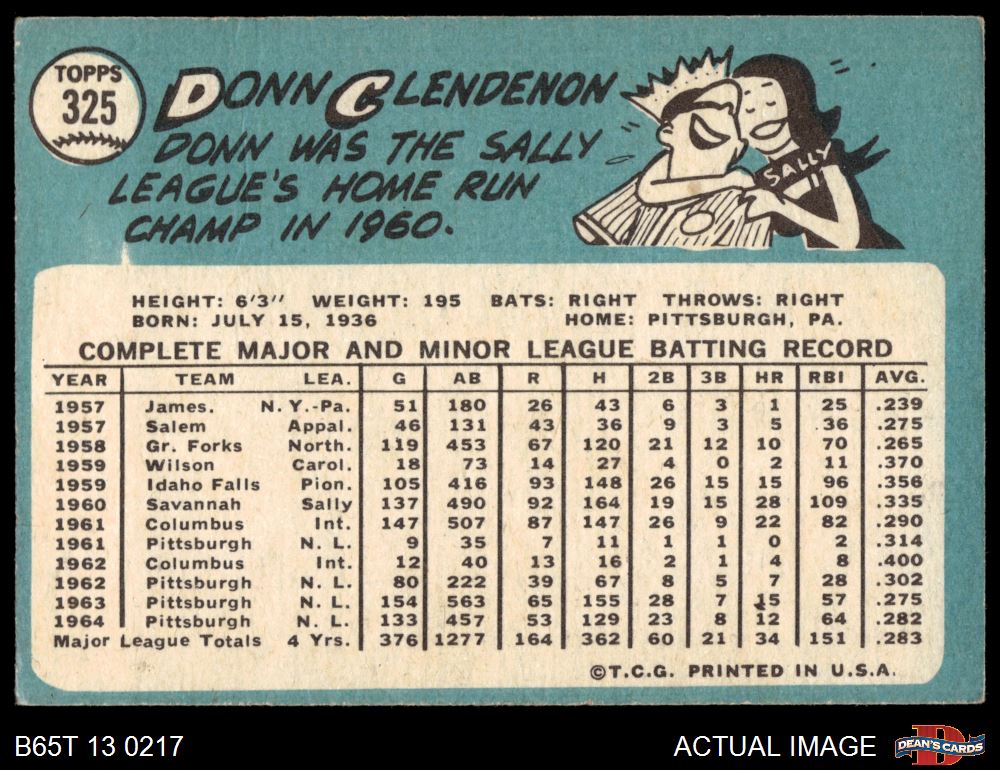 TOPPS
325
DONN CLENDENON
DONN WAS THE SALLY
LEAGUE'S HOME RUN
CHAMP IN 1960.
SALLY
HEIGHT: 6'3" WEIGHT: 195 BATS: RIGHT THROWS: RIGHT
BORN: JULY 15, 1936 HOME: PITTSBURGH, PA.
COMPLETE MAJOR AND MINOR LEAGUE BATTING RECORD
YEAR TEAM LEA. G AB R H 2B 3B HR RBI AVG.
1957 James. N. Y.-Pa. 51 180 26 43 6 3 1 25 .239
1957 Salem Appal. 46 131 43 36 9 3 5 36 .275
1958 Gr. Forks North. 119 453 67 120 21 12 10 70 .265
1959 Wilson Carol. 18 73 14 27 4 0 2 11 .370
1959 Idaho Falls Pion. 105 416 93 148 26 15 15 96 .356
1960 Savannah Sally 137 490 92 164 19 15 28 109 .335
1961 Columbus Int. 147 507 87 147 26 9 22 82 .290
1961 Pittsburgh N. L. 9 35 7 11 1 1 0 2 .314
1962 Columbus Int. 12 40 13 16 2 1 4 8 .400
1962 Pittsburgh N. L. 80 222 39 67 8 5 7 28 .302
1963 Pittsburgh N. L. 154 563 65 155 28 7 15 57 .275
1964 Pittsburgh N. L. 133 457 53 129 23 8 12 64 .282
Major League Totals 4 Yrs. 376 1277 164 362 60 21 34 151 .283
©T.C.G. PRINTED IN U.S.A.
B65T 13 0217
ACTUAL IMAGE
D
DEAN'S CARDS